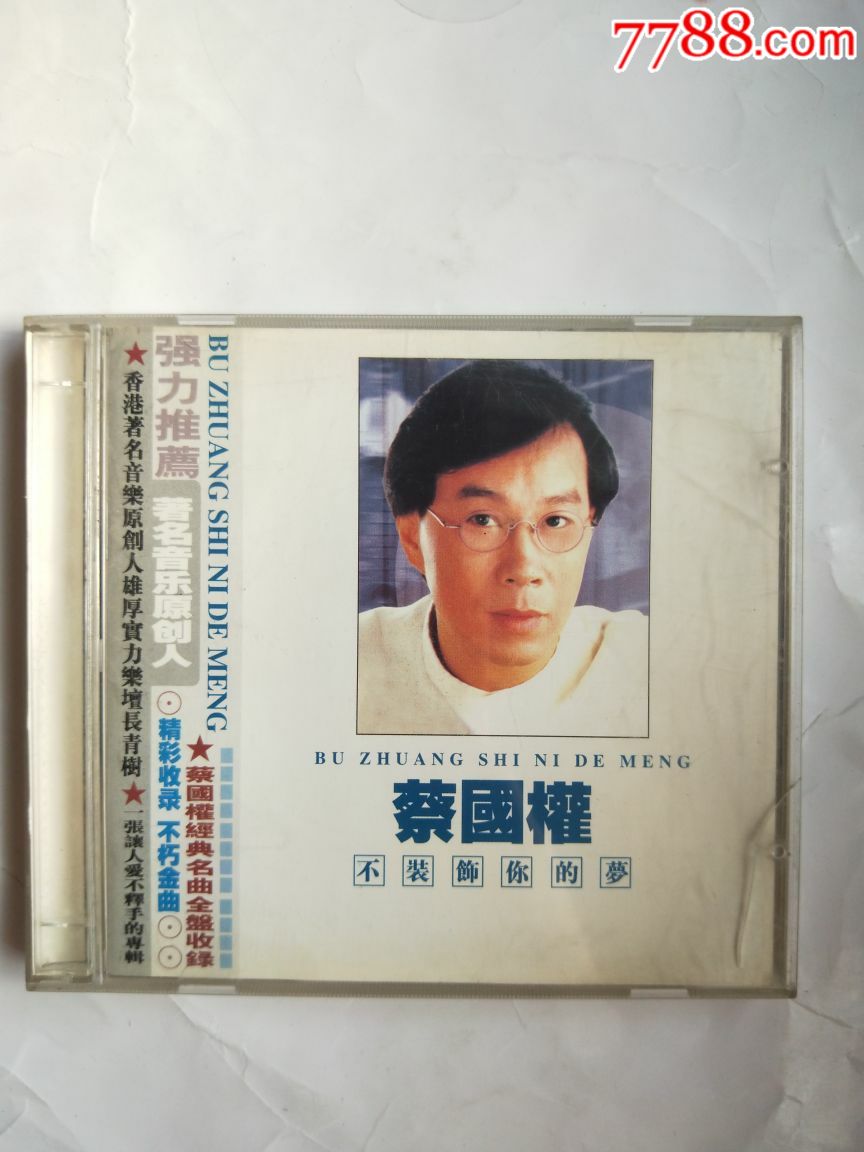 7788.com
★香港著名音樂原創人雄厚實力樂壇長青樹★一張讓人愛不釋手的專輯
强力推薦 著名音乐原创人 精彩收录 不朽金曲
BU ZHUANG SHI NI DE MENG
★蔡國權經典名曲全盤收録
BU ZHUANG SHI NI DE MENG
蔡國權
不裝飾你的夢